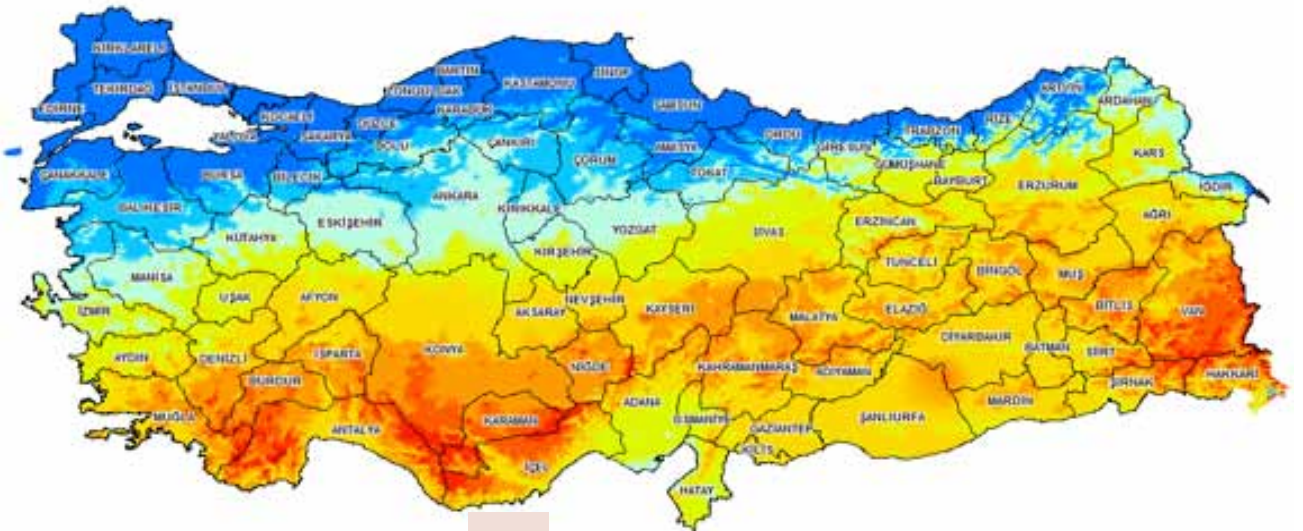 KIRKLARELİ
BARTIN
KASTAMONU
SİNOP
TEKİRDAĞ
İSTANBUL
EDİRNE
KARABÜK
SAMSUN
ARTVİN
ARDAHAN
KOCAELİ
DÜZCE
YALOVA
SAKARYA
BOLU
ÇANKIRI
ÇORUM
AMASYA
ORDU
GİRESUN
TRABZON
RİZE
KARS
ÇANAKKALE
BURSA
BİLECİK
TOKAT
GÜMÜŞHANE
BAYBURT
ERZURUM
IĞDIR
BALIKESİR
ANKARA
KIRIKKALE
ESKİŞEHİR
YOZGAT
SİVAS
ERZİNCAN
AĞRI
KÜTAHYA
KIRŞEHİR
MANİSA
TUNCELİ
BİNGÖL
MUŞ
UŞAK
AFYON
NEVŞEHİR
İZMİR
AKSARAY
KAYSERİ
MALATYA
ELAZIĞ
BİTLİS
VAN
AYDIN
DENİZLİ
ISPARTA
KONYA
DİYARBAKIR
BATMAN
SİİRT
NİĞDE
KAHRAMANMARAŞ
ADIYAMAN
HAKKARİ
BURDUR
ŞIRNAK
MUĞLA
ANTALYA
KARAMAN
ADANA
OSMANİYE
GAZİANTEP
ŞANLIURFA
MARDİN
KİLİS
İÇEL
HATAY